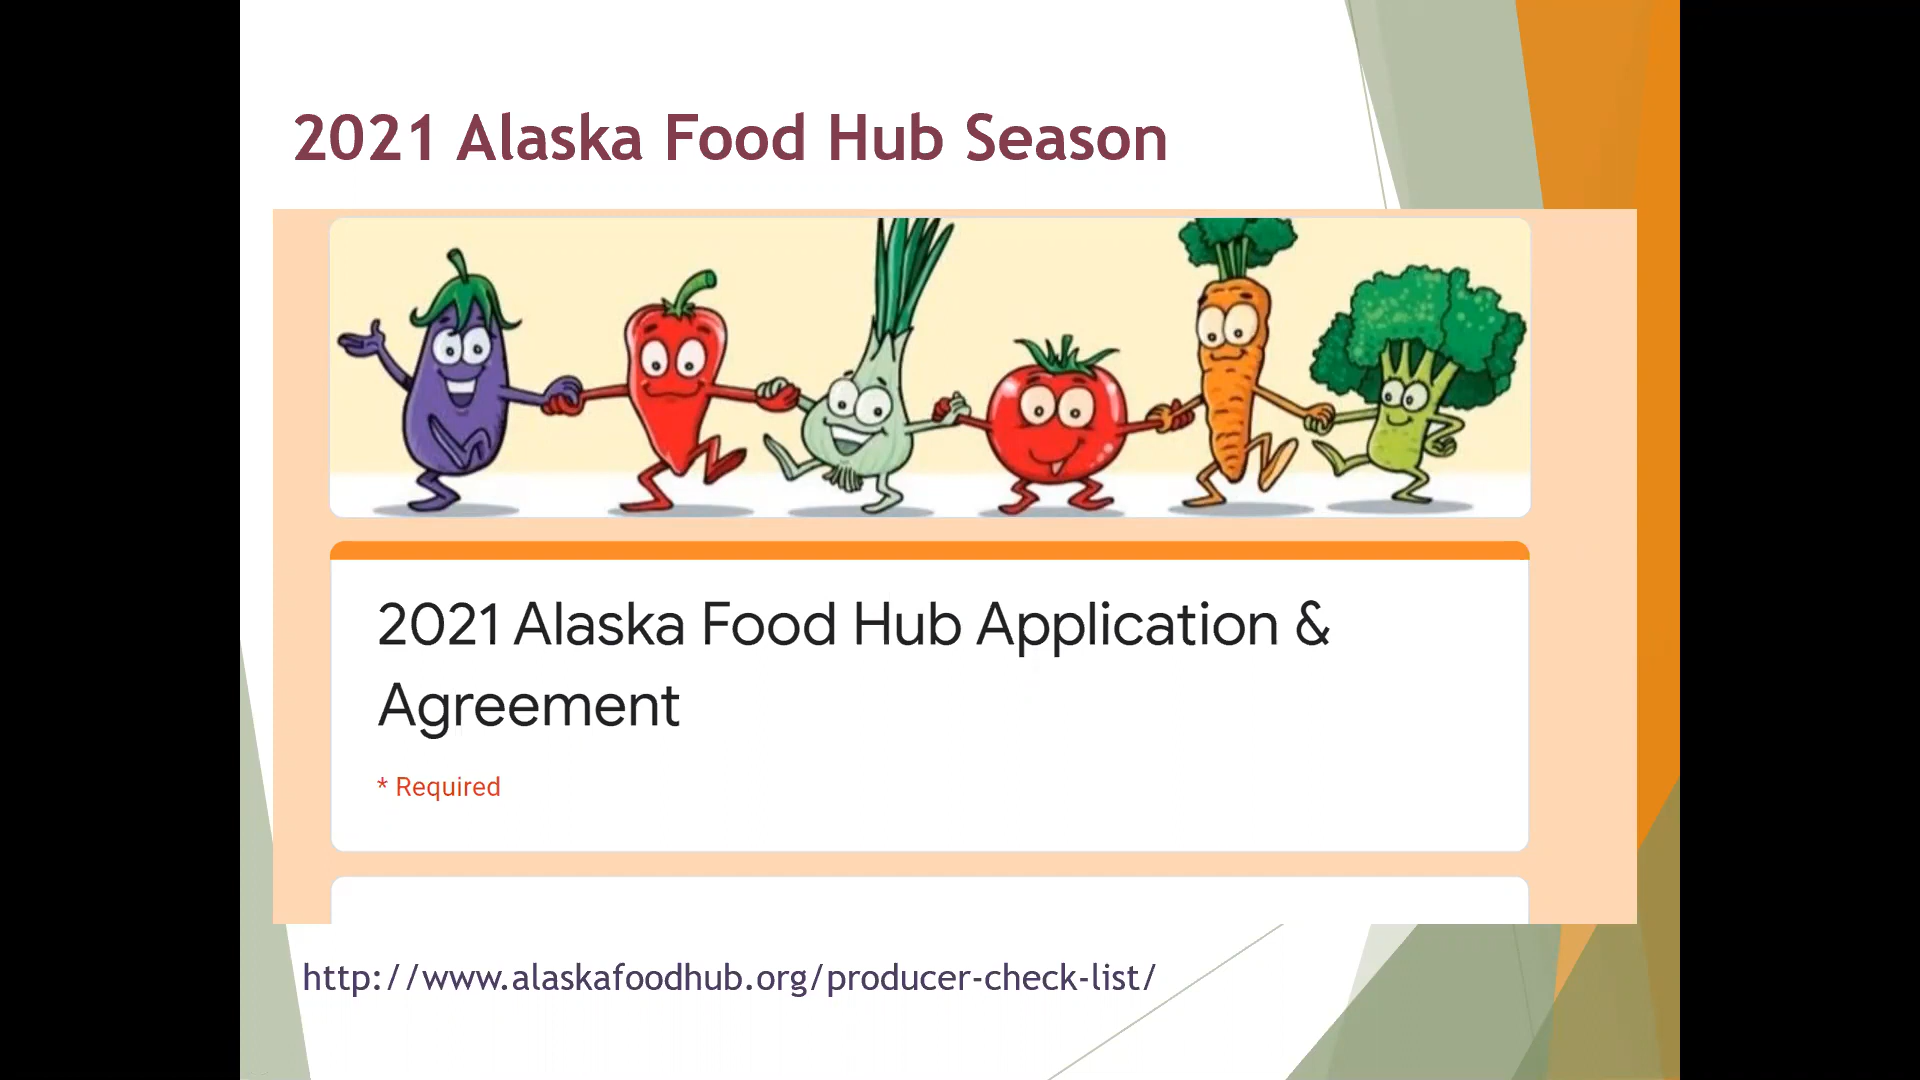 2021 Alaska Food Hub Season
2021 Alaska Food Hub Application &
Agreement
* Required
http://www.alaskafoodhub.org/producer-check-list/